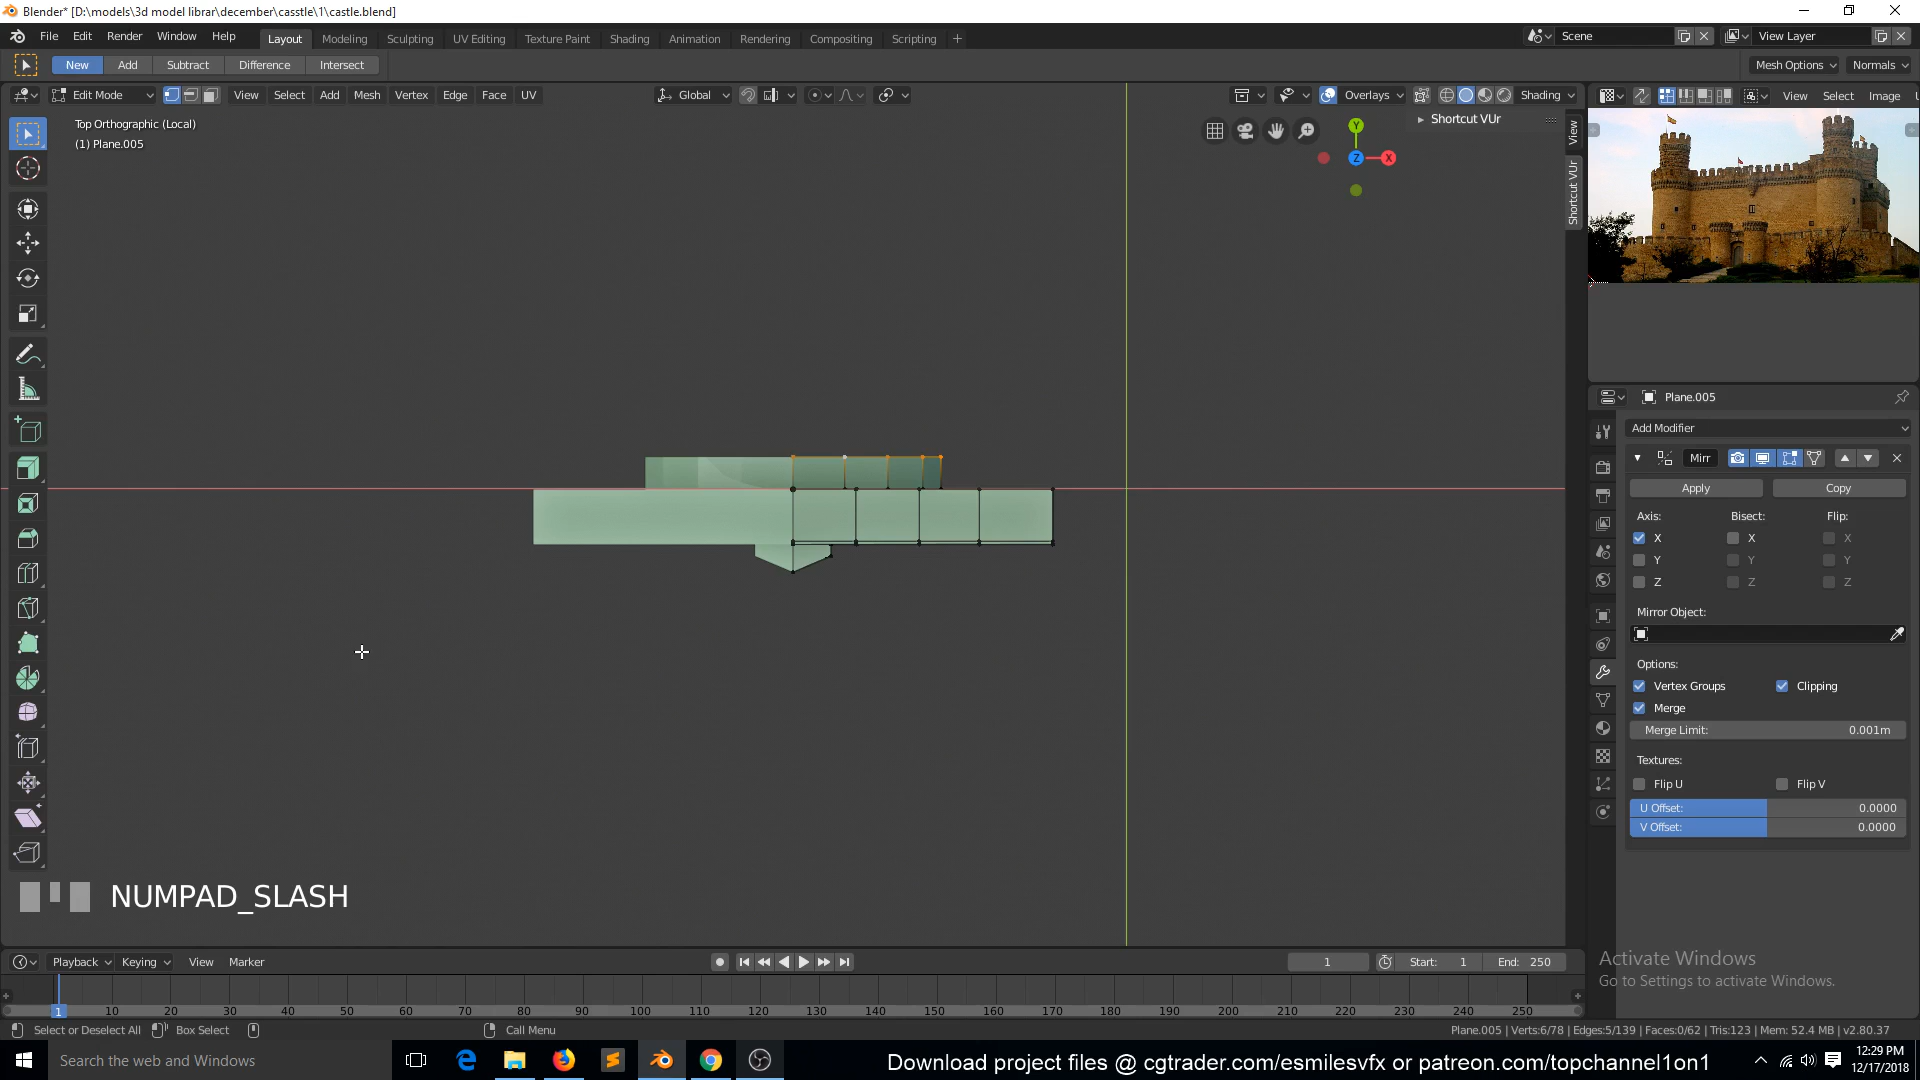 Blender* [D:\models\3d model librar\december\casstle\1\castle.blend]
File Edit Render Window Help Layout Modeling Sculpting UV Editing Texture Paint Shading Animation Rendering Compositing Scripting + Scene View Layer
New Add Subtract Difference Intersect Mesh Options Normals
Edit Mode View Select Add Mesh Vertex Edge Face UV Global Overlays Shading View Select Image
Top Orthographic (Local)
(1) Plane.005
Shortcut VUr
View
Shortcut VUr
Y
Z
X
Plane.005
Add Modifier
Mirr
Apply Copy
Axis: Bisect: Flip:
X X X
Y Y Y
Z Z Z
Mirror Object:
Options:
Vertex Groups Clipping
Merge
Merge Limit: 0.001m
Textures:
Flip U Flip V
U Offset: 0.0000
V Offset: 0.0000
NUMPAD_SLASH
Activate Windows
Go to Settings to activate Windows.
Playback Keying View Marker 1 Start: 1 End: 250
1 10 20 30 40 50 60 70 80 90 100 110 120 130 140 150 160 170 180 190 200 210 220 230 240 250
Select or Deselect All Box Select Call Menu Plane.005 | Verts:6/78 | Edges:5/139 | Faces:0/62 | Tris:123 | Mem: 52.4 MB | v2.80.37
Search the web and Windows
Download project files @ cgtrader.com/esmilesvfx or patreon.com/topchannel1on1
12:29 PM
12/17/2018